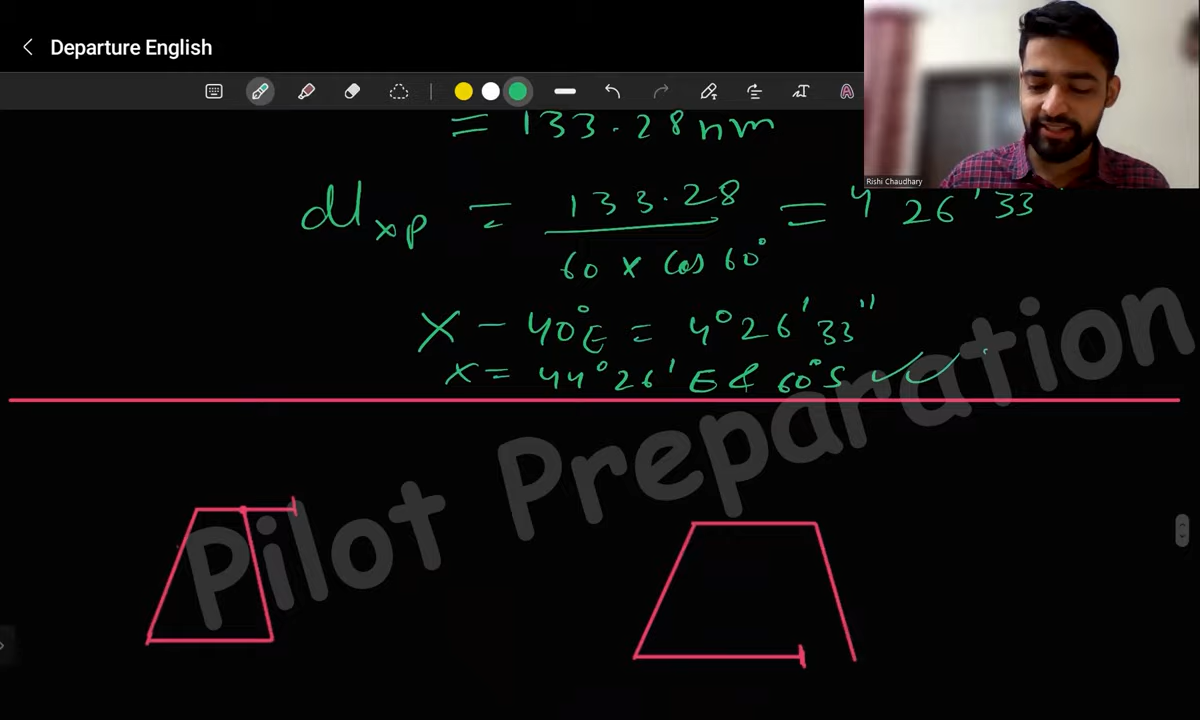 Departure English
Rishi Chaudhary
= 133.28 nm
dl xp = 133.28 / 60 x Cos 60° = 4 26'33
X - 40°E = 4°26'33"
X = 44°26' E & 60°S
Pilot Preparation